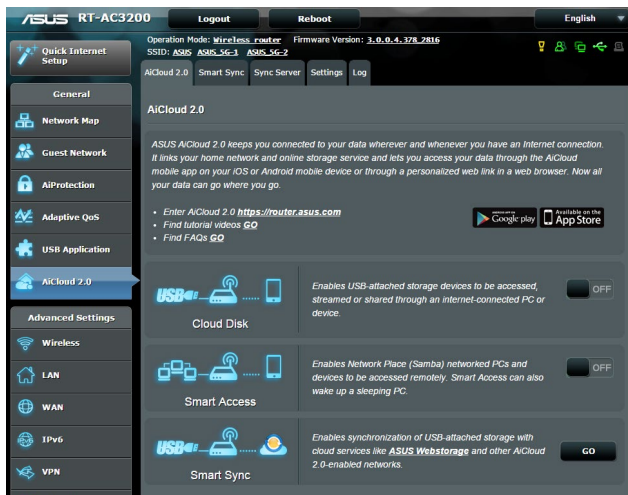 ASUS RT-AC3200 Logout Reboot English
Operation Mode: Wireless router Firmware Version: 3.0.0.4.378_2816
SSID: ASUS ASUS_5G-1 ASUS_5G-2
Quick Internet
Setup
AiCloud 2.0 Smart Sync Sync Server Settings Log
General
Network Map
Guest Network
AiProtection
Adaptive QoS
USB Application
AiCloud 2.0
Advanced Settings
Wireless
LAN
WAN
IPv6
VPN
AiCloud 2.0
ASUS AiCloud 2.0 keeps you connected to your data wherever and whenever you have an Internet connection.
It links your home network and online storage service and lets you access your data through the AiCloud
mobile app on your iOS or Android mobile device or through a personalized web link in a web browser. Now all
your data can go where you go.
• Enter AiCloud 2.0 https://router.asus.com
• Find tutorial videos GO
• Find FAQs GO
Google play
Available on the
App Store
USB
Cloud Disk
Enables USB-attached storage devices to be accessed,
streamed or shared through an internet-connected PC or
device.
OFF
Smart Access
Enables Network Place (Samba) networked PCs and
devices to be accessed remotely. Smart Access can also
wake up a sleeping PC.
OFF
USB
Smart Sync
Enables synchronization of USB-attached storage with
cloud services like ASUS Webstorage and other AiCloud
2.0-enabled networks.
GO